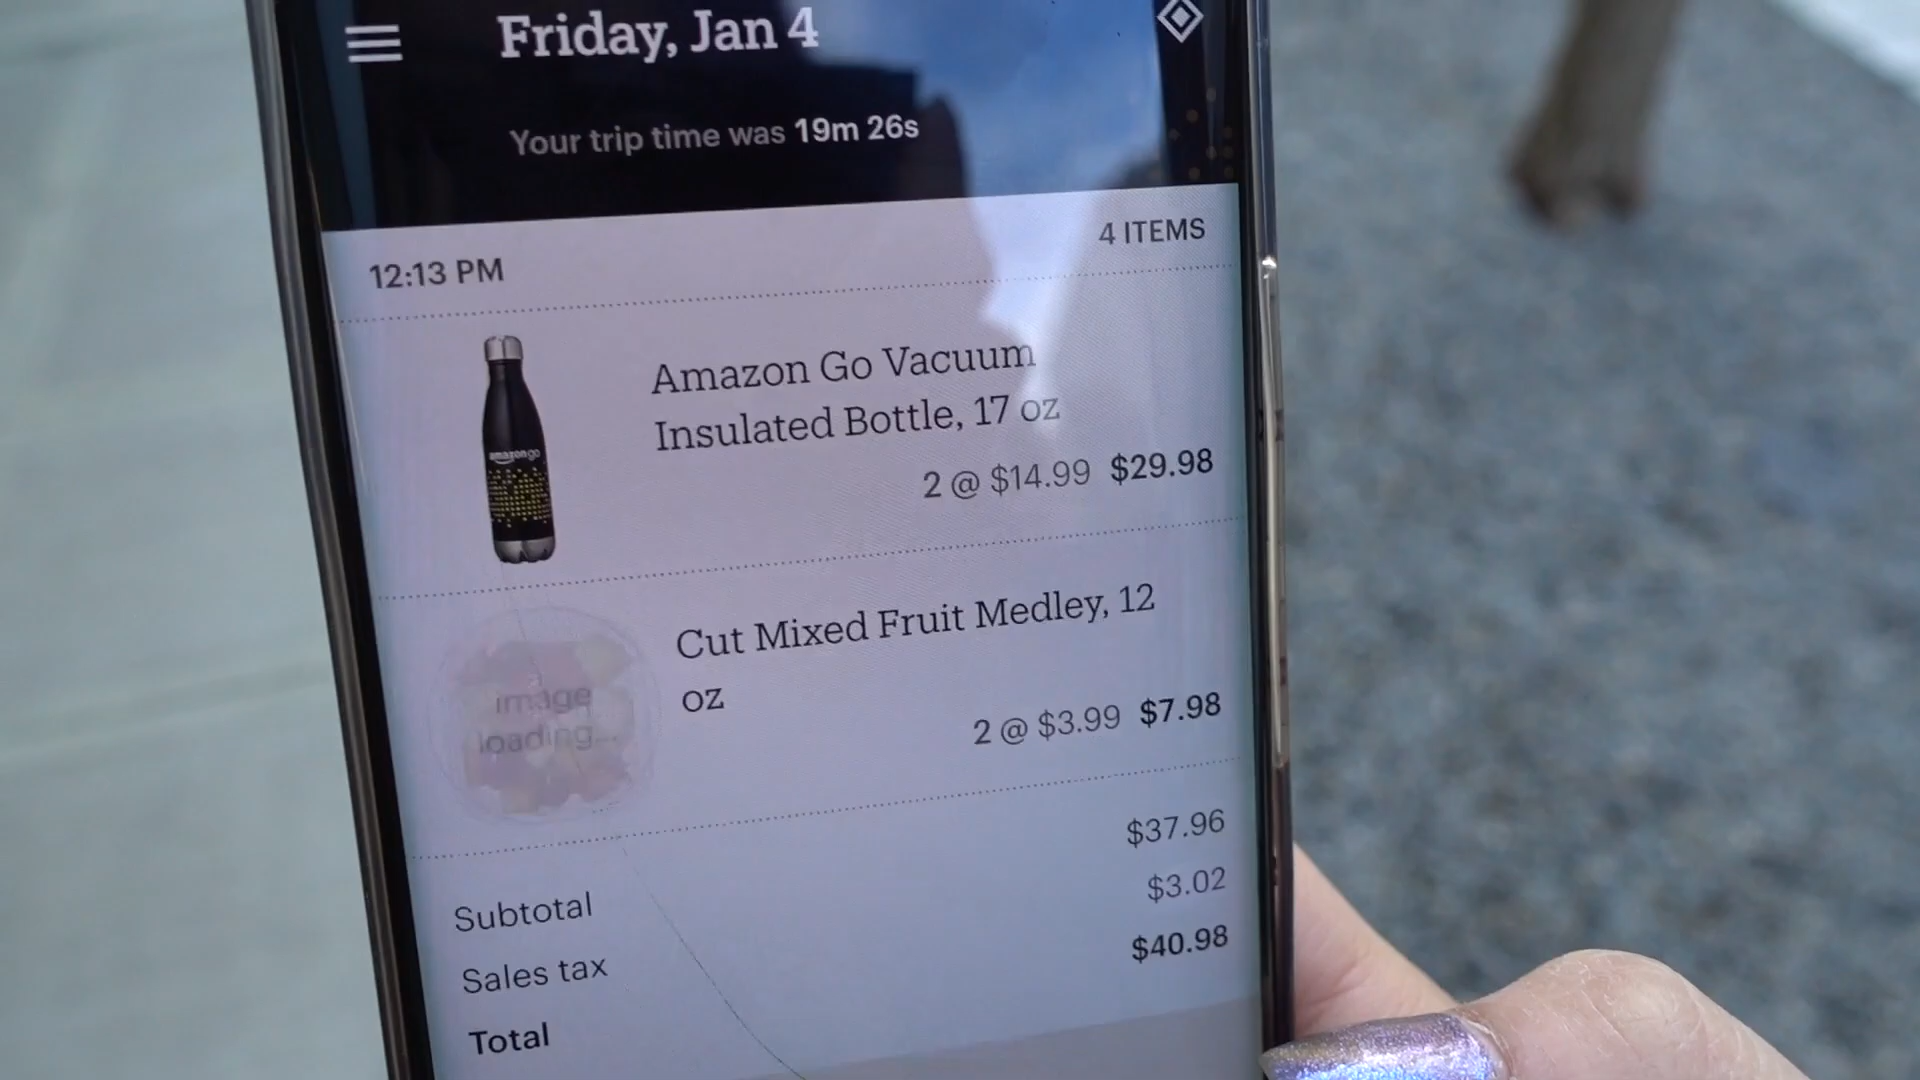 Friday, Jan 4
Your trip time was 19m 26s
12:13 PM 4 ITEMS
Amazon Go Vacuum
Insulated Bottle, 17 oz
2 @ $14.99 $29.98
amazon go
Cut Mixed Fruit Medley, 12
oz
image
loading...
2 @ $3.99 $7.98
Subtotal $37.96
Sales tax $3.02
Total $40.98